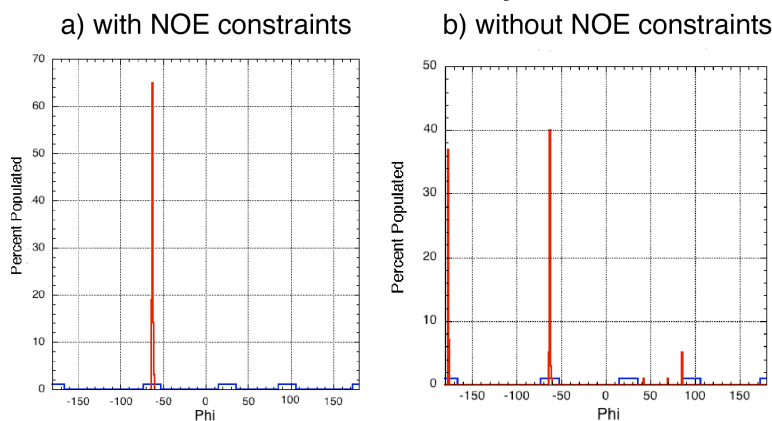 a) with NOE constraints
70
60
50
40
30
20
10
0
Percent Populated
-150 -100 -50 0 50 100 150
Phi
b) without NOE constraints
50
40
30
20
10
0
Percent Populated
-150 -100 -50 0 50 100 150
Phi